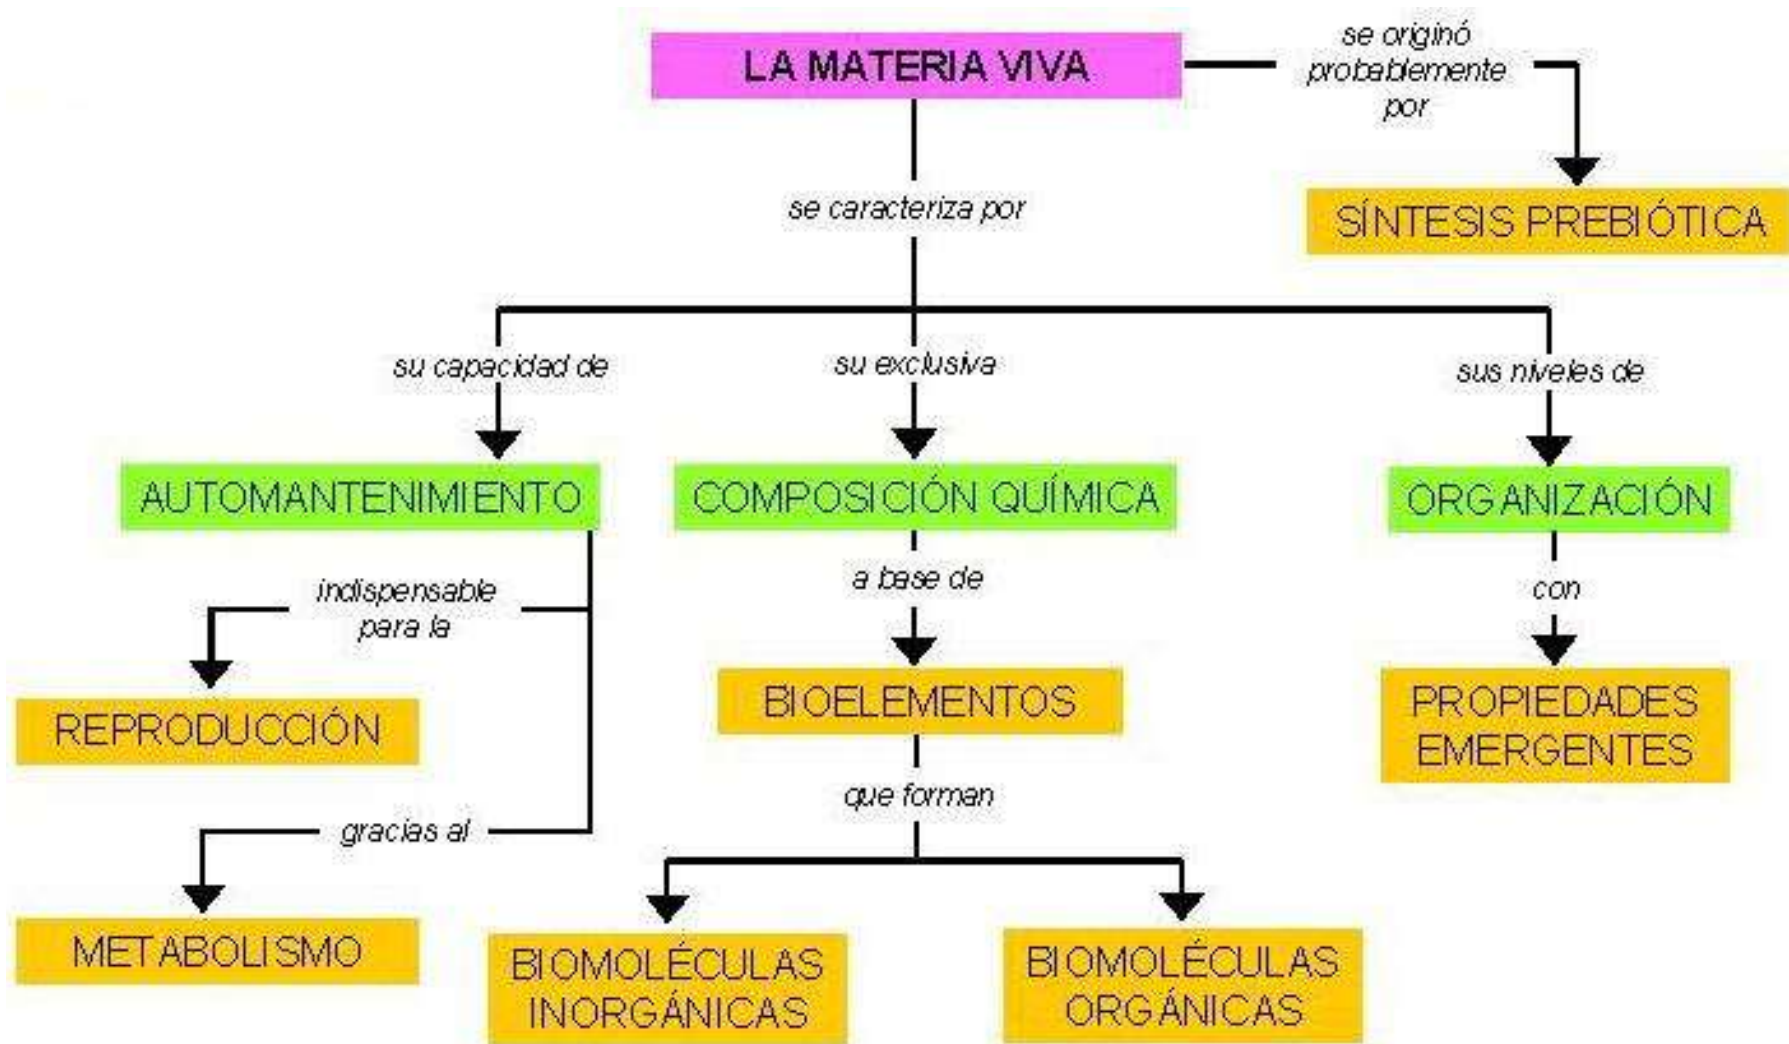 LA MATERIA VIVA
se originó
probablemente
por
SÍNTESIS PREBIÓTICA
se caracteriza por
su capacidad de
su exclusiva
sus niveles de
AUTOMANTENIMIENTO
COMPOSICIÓN QUÍMICA
ORGANIZACIÓN
indispensable
para la
a base de
con
REPRODUCCIÓN
BIOELEMENTOS
PROPIEDADES
EMERGENTES
gracias al
que forman
METABOLISMO
BIOMOLÉCULAS
INORGÁNICAS
BIOMOLÉCULAS
ORGÁNICAS